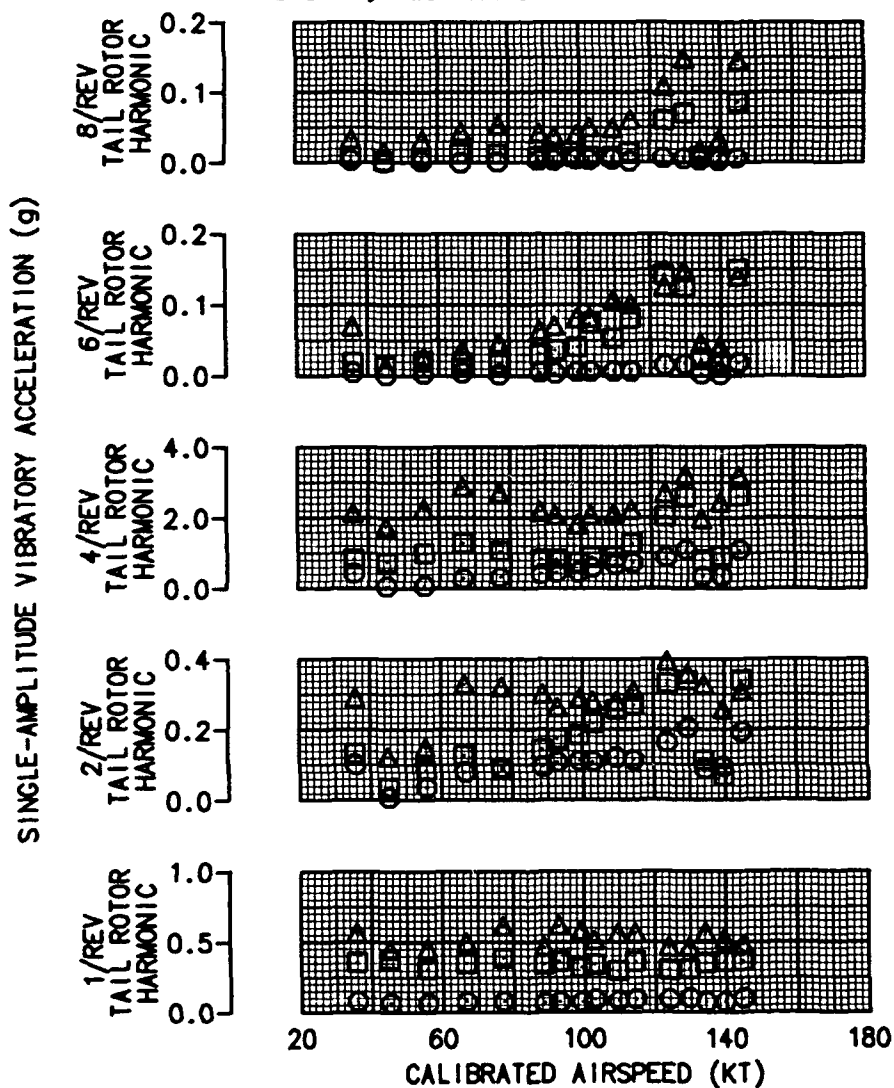 SINGLE-AMPLITUDE VIBRATORY ACCELERATION (g)
8/REV
TAIL ROTOR
HARMONIC
0.2
0.1
0.0
6/REV
TAIL ROTOR
HARMONIC
0.2
0.1
0.0
4/REV
TAIL ROTOR
HARMONIC
4.0
2.0
0.0
2/REV
TAIL ROTOR
HARMONIC
0.4
0.2
0.0
1/REV
TAIL ROTOR
HARMONIC
1.0
0.5
0.0
20 60 100 140 180
CALIBRATED AIRSPEED (KT)